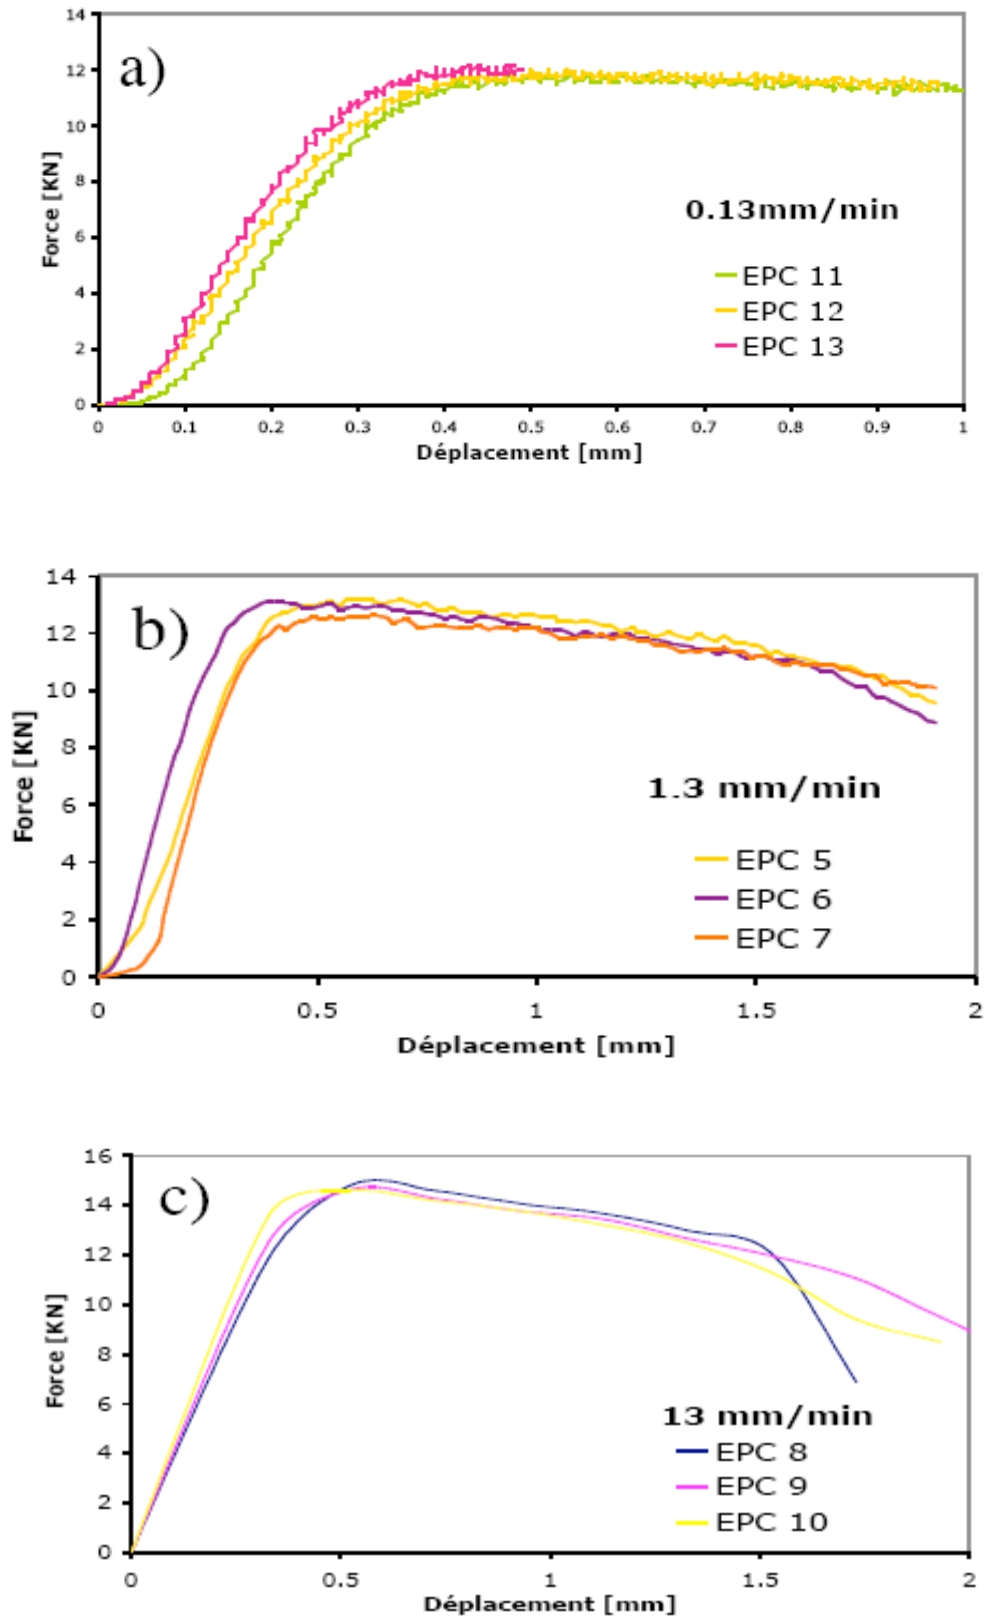 14
a)
12
10
Force [KN]
8
0.13mm/min
6
EPC 11
4
EPC 12
2
EPC 13
0
0 0.1 0.2 0.3 0.4 0.5 0.6 0.7 0.8 0.9 1
Déplacement [mm]
14
b)
12
10
Force [KN]
8
1.3 mm/min
6
4
EPC 5
EPC 6
2
EPC 7
0
0 0.5 1 1.5 2
Déplacement [mm]
16
c)
14
12
10
Force [KN]
8
6
13 mm/min
4
EPC 8
2
EPC 9
EPC 10
0
0 0.5 1 1.5 2
Déplacement [mm]